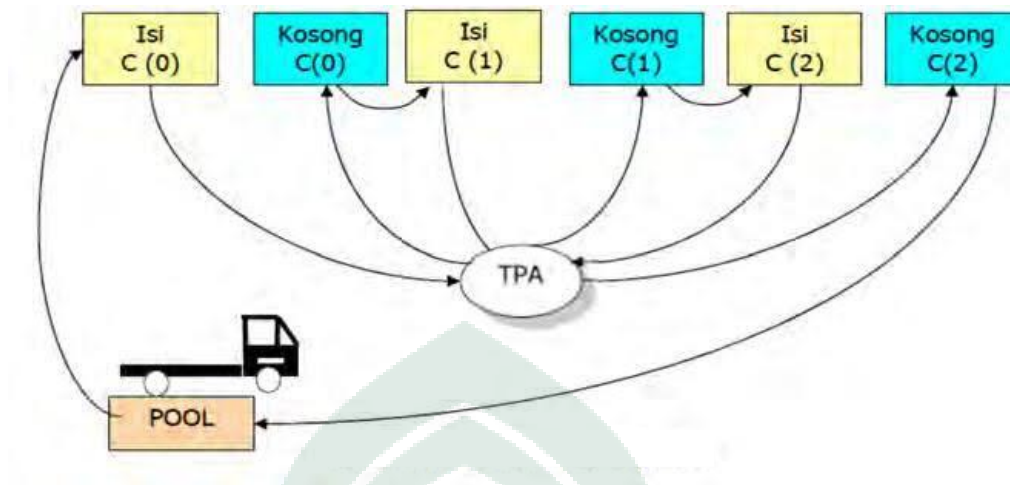 Isi
C (0)
Kosong
C(0)
Isi
C (1)
Kosong
C(1)
Isi
C (2)
Kosong
C(2)
TPA
POOL